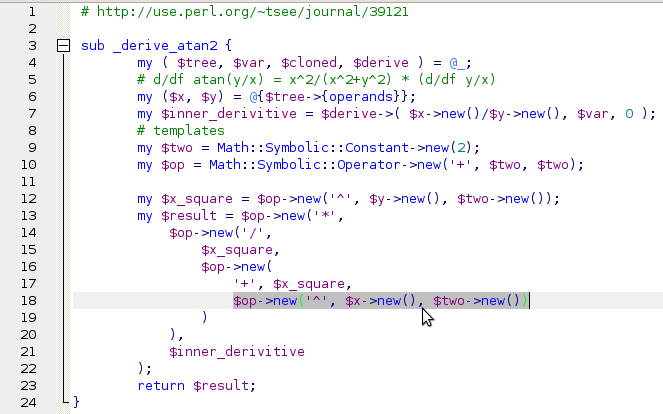 1 # http://use.perl.org/~tsee/journal/39121
2
3 sub _derive_atan2 {
4 my ( $tree, $var, $cloned, $derive ) = @_;
5 # d/df atan(y/x) = x^2/(x^2+y^2) * (d/df y/x)
6 my ($x, $y) = @{$tree->{operands}};
7 my $inner_derivitive = $derive->( $x->new()/$y->new(), $var, 0 );
8 # templates
9 my $two = Math::Symbolic::Constant->new(2);
10 my $op = Math::Symbolic::Operator->new('+', $two, $two);
11
12 my $x_square = $op->new('^', $y->new(), $two->new());
13 my $result = $op->new('*',
14 $op->new('/',
15 $x_square,
16 $op->new(
17 '+', $x_square,
18 $op->new('^', $x->new(), $two->new())
19 )
20 ),
21 $inner_derivitive
22 );
23 return $result;
24 }